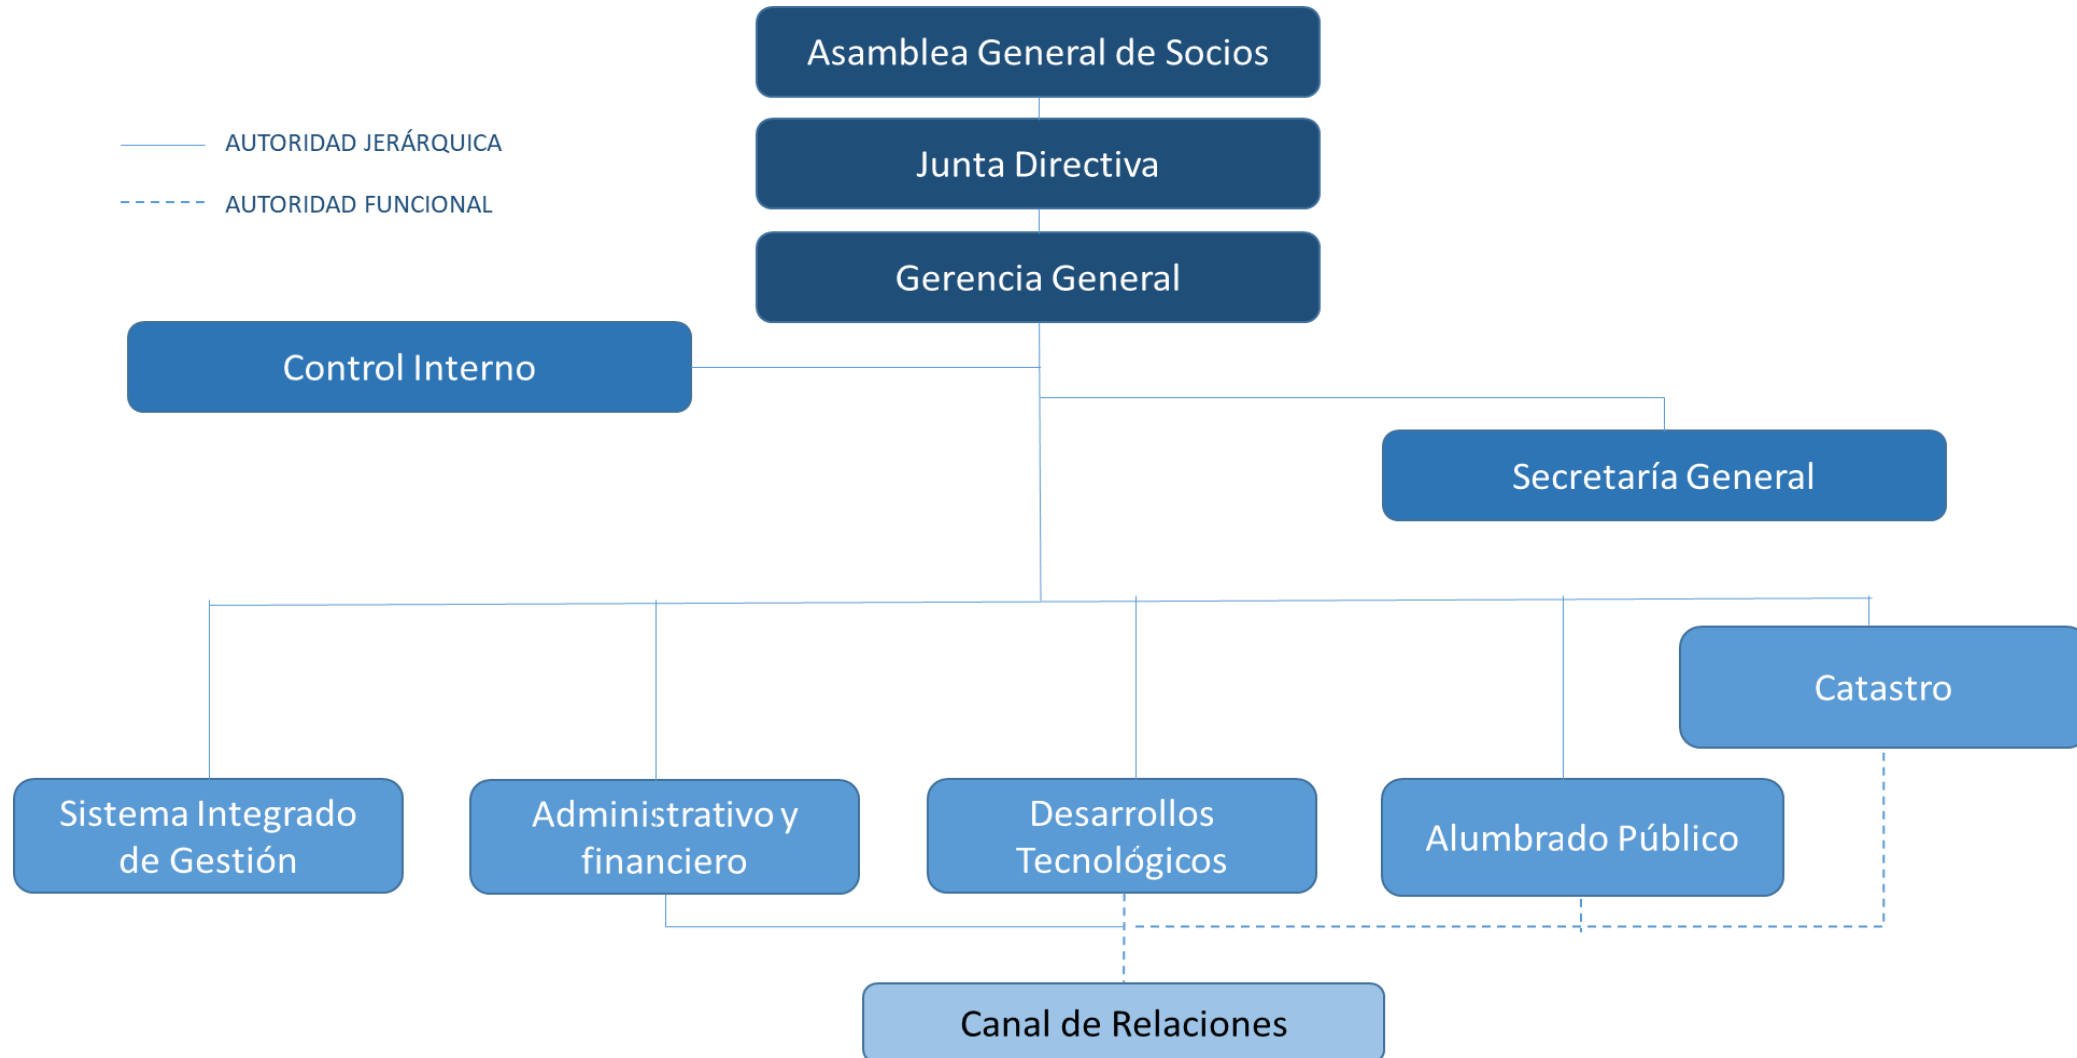 Asamblea General de Socios
AUTORIDAD JERÁRQUICA
Junta Directiva
AUTORIDAD FUNCIONAL
Gerencia General
Control Interno
Secretaría General
Catastro
Sistema Integrado
de Gestión
Administrativo y
financiero
Desarrollos
Tecnológicos
Alumbrado Público
Canal de Relaciones